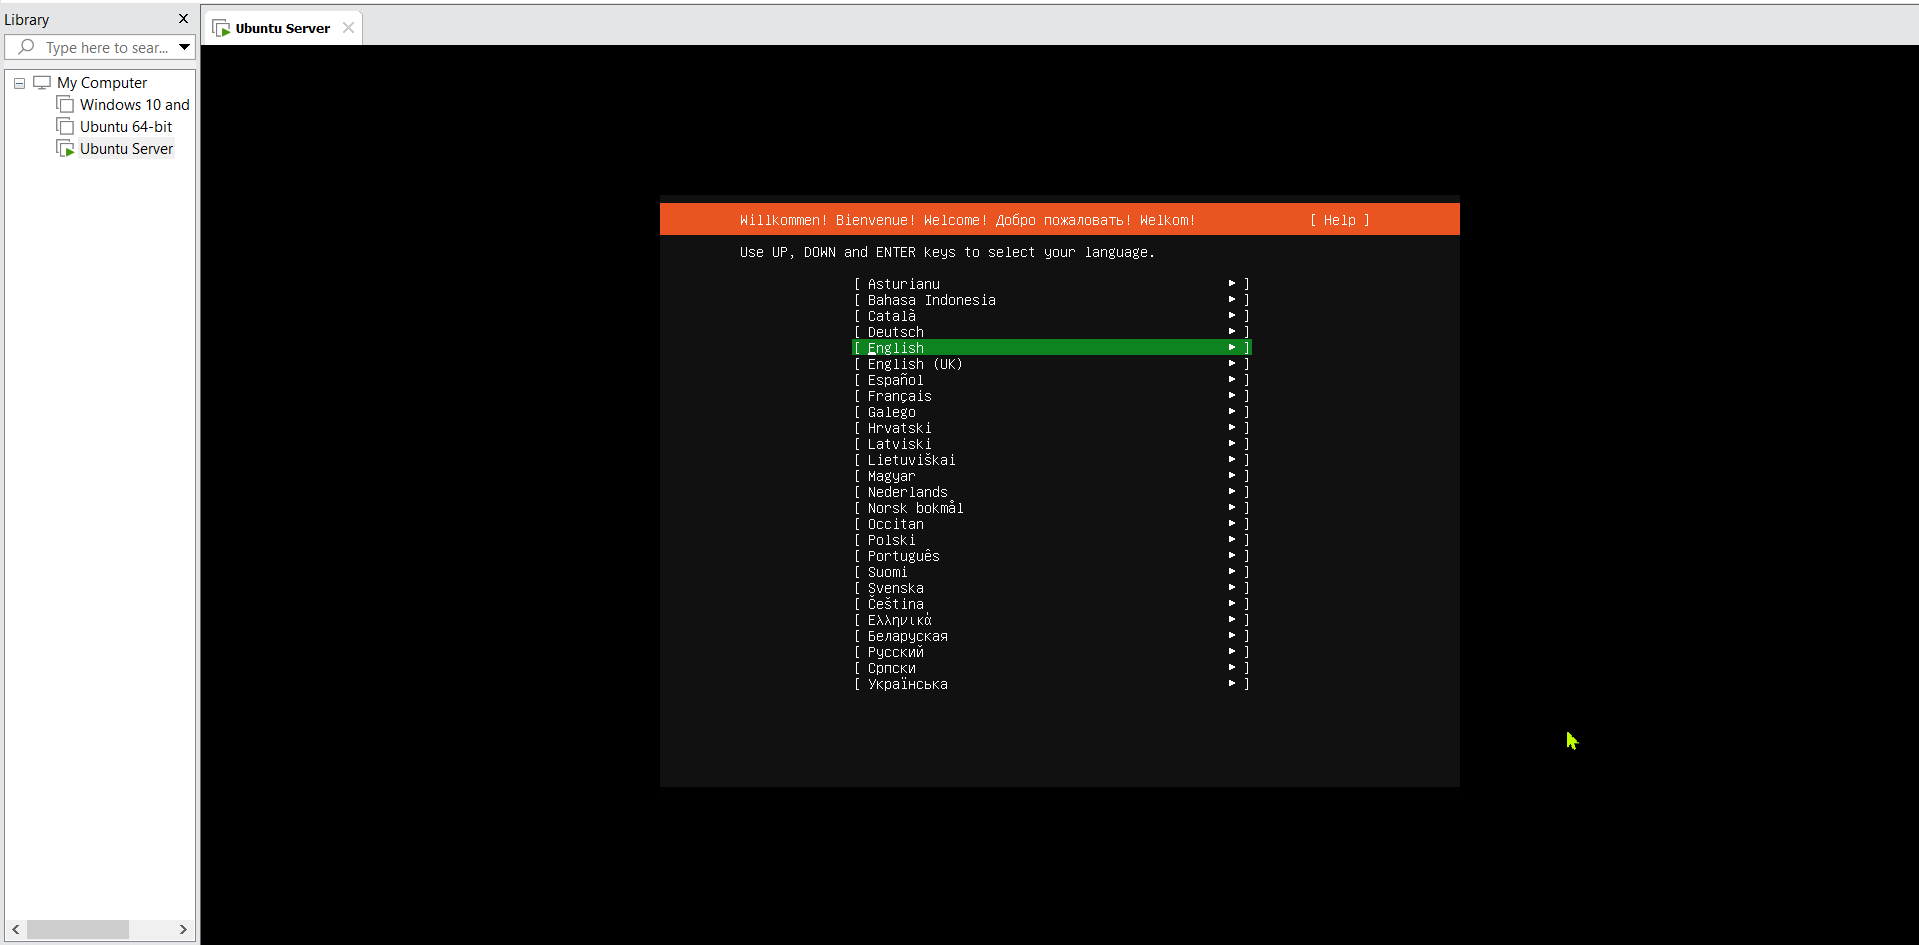 Library
Type here to sear...
My Computer
Windows 10 and
Ubuntu 64-bit
Ubuntu Server
Ubuntu Server
Willkommen! Bienvenue! Welcome! Добро пожаловать! Welkom! [ Help ]
Use UP, DOWN and ENTER keys to select your language.
[ Asturianu ► ]
[ Bahasa Indonesia ► ]
[ Català ► ]
[ Deutsch ► ]
[ English ► ]
[ English (UK) ► ]
[ Español ► ]
[ Français ► ]
[ Galego ► ]
[ Hrvatski ► ]
[ Latviski ► ]
[ Lietuviškai ► ]
[ Magyar ► ]
[ Nederlands ► ]
[ Norsk bokmål ► ]
[ Occitan ► ]
[ Polski ► ]
[ Português ► ]
[ Suomi ► ]
[ Svenska ► ]
[ Čeština ► ]
[ Ελληνικά ► ]
[ Беларуская ► ]
[ Русский ► ]
[ Српски ► ]
[ Українська ► ]